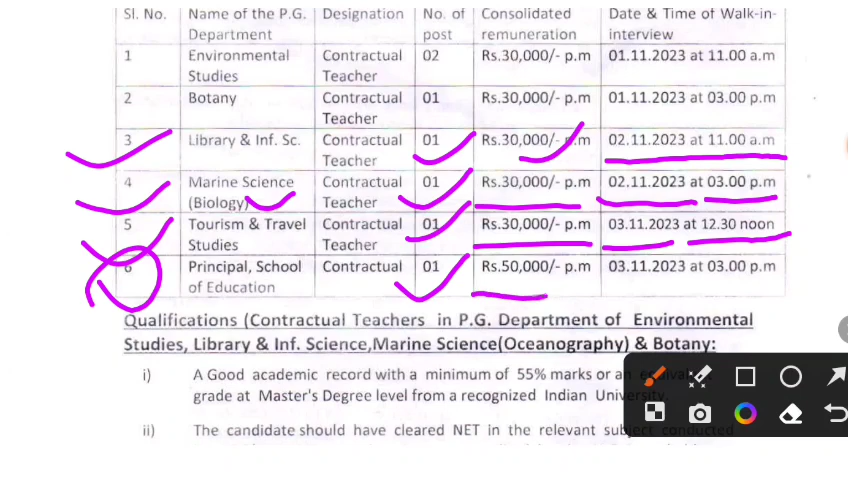 Sl. No. Name of the P.G. Designation No. of Consolidated Date & Time of Walk-in-
Department post remuneration interview
1 Environmental Contractual 02 Rs.30,000/- p.m 01.11.2023 at 11.00 a.m
Studies Teacher
2 Botany Contractual 01 Rs.30,000/- p.m 01.11.2023 at 03.00 p.m
Teacher
3 Library & Inf. Sc. Contractual 01 Rs.30,000/- p.m 02.11.2023 at 11.00 a.m
Teacher
4 Marine Science Contractual 01 Rs.30,000/- p.m 02.11.2023 at 03.00 p.m
(Biology) Teacher
5 Tourism & Travel Contractual 01 Rs.30,000/- p.m 03.11.2023 at 12.30 noon
Studies Teacher
6 Principal, School Contractual 01 Rs.50,000/- p.m 03.11.2023 at 03.00 p.m
of Education
Qualifications (Contractual Teachers in P.G. Department of Environmental
Studies, Library & Inf. Science,Marine Science(Oceanography) & Botany:
i) A Good academic record with a minimum of 55% marks or an
grade at Master's Degree level from a recognized Indian University.
ii) The candidate should have cleared NET in the relevant subject conducted